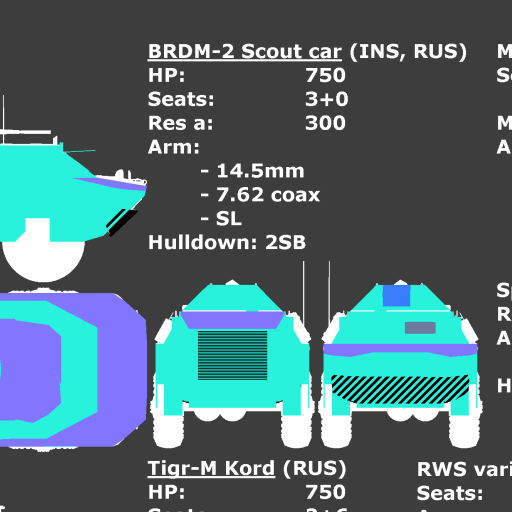 BRDM-2 Scout car (INS, RUS)
HP: 750
Seats: 3+0
Res a: 300
Arm:
- 14.5mm
- 7.62 coax
- SL
Hulldown: 2SB
Tigr-M Kord (RUS)
HP: 750
RWS vari
Seats: